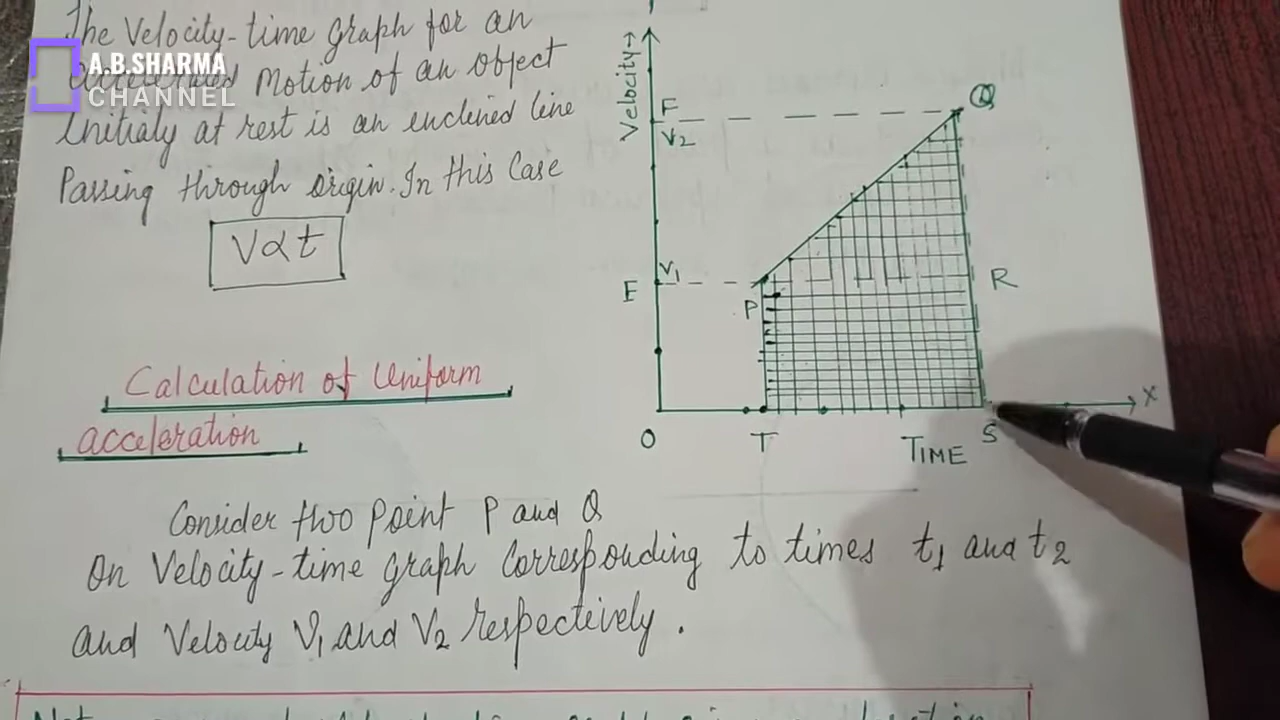 The Velocity-time graph for an
accelerated Motion of an object
initialy at rest is an enclined line
Passing through origin. In this Case
V∝t
A.B.SHARMA
CHANNEL
Calculation of Uniform
acceleration
Consider two Point P and Q
On Velocity-time graph Corresponding to times t1 and t2
and Velocity V1 and V2 respectively.
Velocity→
F
V2
Q
E
V1
P
R
O
T
TIME
S
X